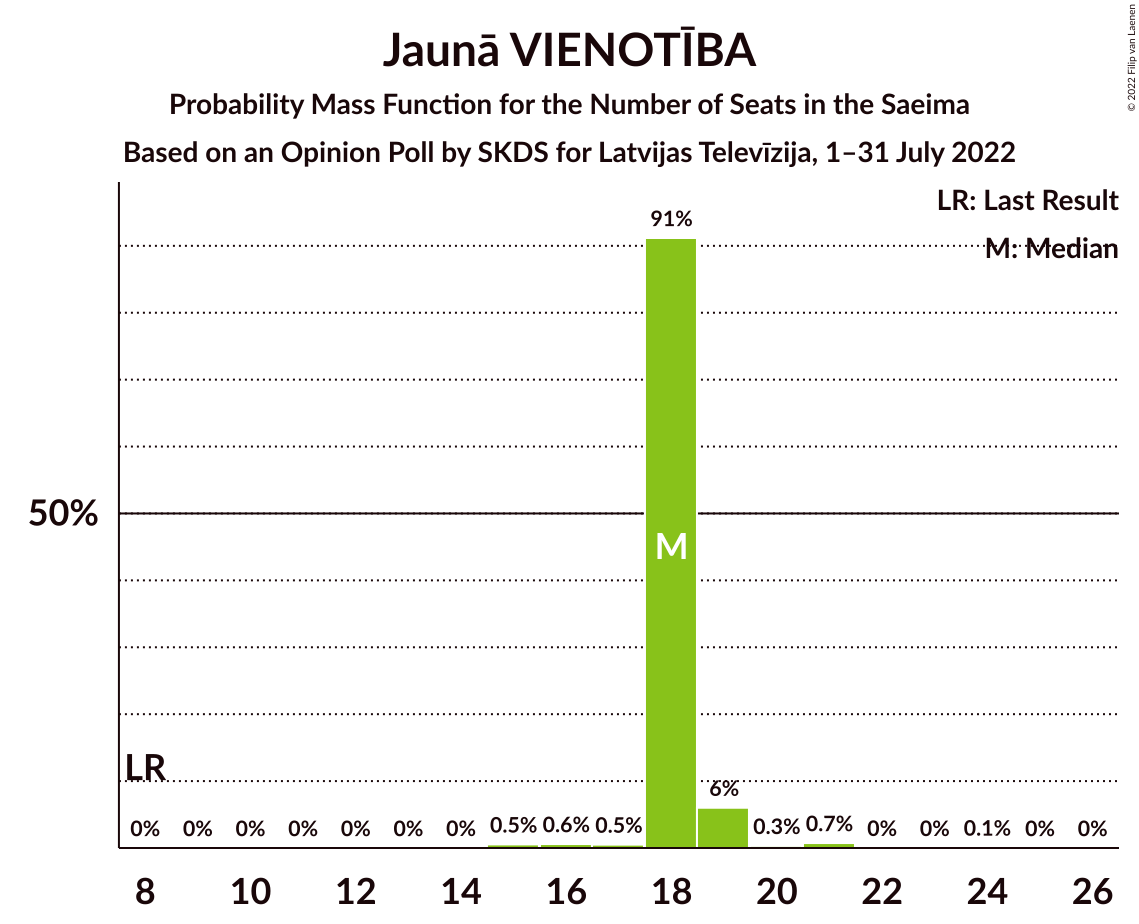 Jaunā VIENOTĪBA
Probability Mass Function for the Number of Seats in the Saeima
Based on an Opinion Poll by SKDS for Latvijas Televīzija, 1–31 July 2022
© 2022 Filip van Laenen
LR: Last Result
M: Median
91%
50%
M
LR
6%
0% 0% 0% 0% 0% 0% 0% 0.5% 0.6% 0.5% 0.3% 0.7% 0% 0% 0.1% 0% 0%
8 10 12 14 16 18 20 22 24 26